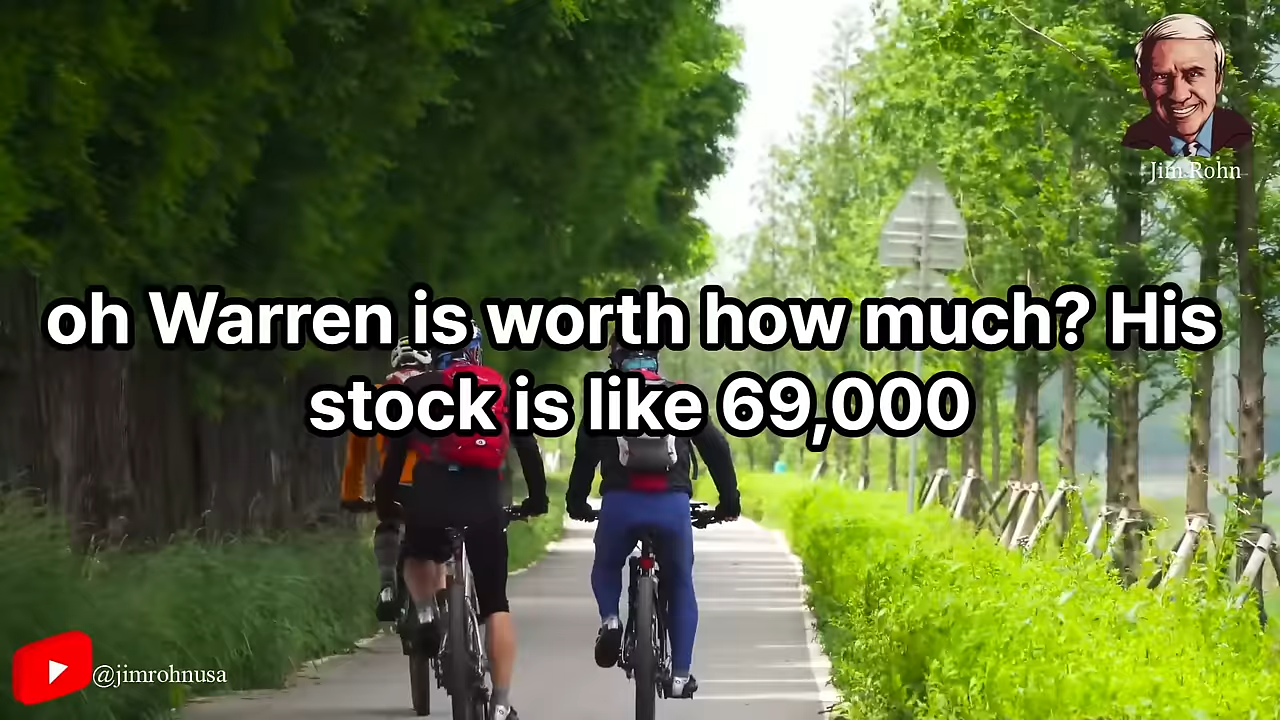 Jim Rohn
oh Warren is worth how much? His
stock is like 69,000
@jimrohnusa